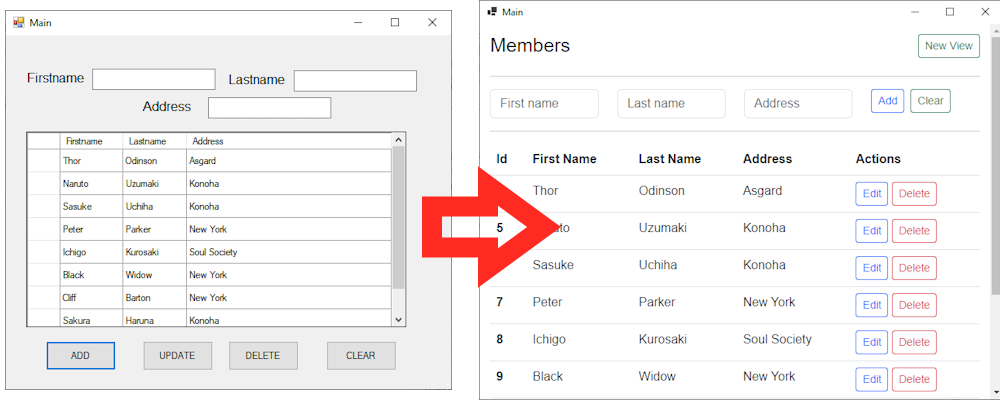 Main
Firstname
Lastname
Address
Firstname Lastname Address
Thor Odinson Asgard
Naruto Uzumaki Konoha
Sasuke Uchiha Konoha
Peter Parker New York
Ichigo Kurosaki Soul Society
Black Widow New York
Cliff Barton New York
Sakura Haruna Konoha
ADD UPDATE DELETE CLEAR
Main
Members New View
First name Last name Address Add Clear
Id First Name Last Name Address Actions
Thor Odinson Asgard Edit Delete
5 Uzumaki Konoha Edit Delete
Sasuke Uchiha Konoha Edit Delete
7 Peter Parker New York Edit Delete
8 Ichigo Kurosaki Soul Society Edit Delete
9 Black Widow New York Edit Delete